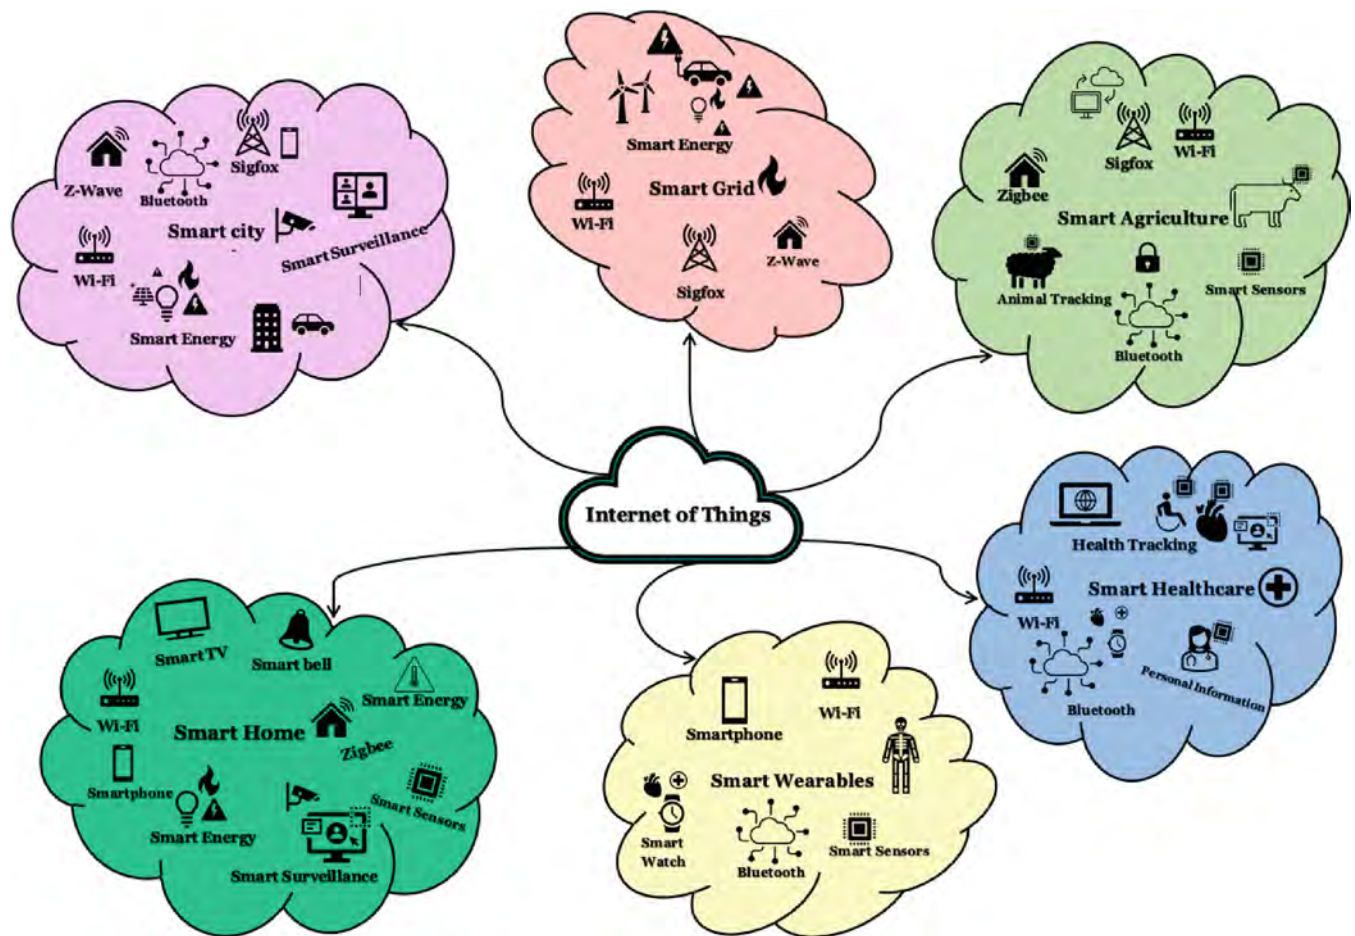 Smart Energy
Smart Grid
Wi-Fi
Z-Wave
Sigfox
Sigfox
Z-Wave
Bluetooth
Smart city
Smart Surveillance
Wi-Fi
Smart Energy
Sigfox
Wi-Fi
Zigbee
Smart Agriculture
Animal Tracking
Smart Sensors
Bluetooth
Internet of Things
Health Tracking
Smart Healthcare
Wi-Fi
Personal Information
Bluetooth
Smart TV
Smart bell
Smart Energy
Wi-Fi
Smart Home
Zigbee
Smartphone
Smart Sensors
Smart Energy
Smart Surveillance
Wi-Fi
Smartphone
Smart Wearables
Smart
Watch
Bluetooth
Smart Sensors